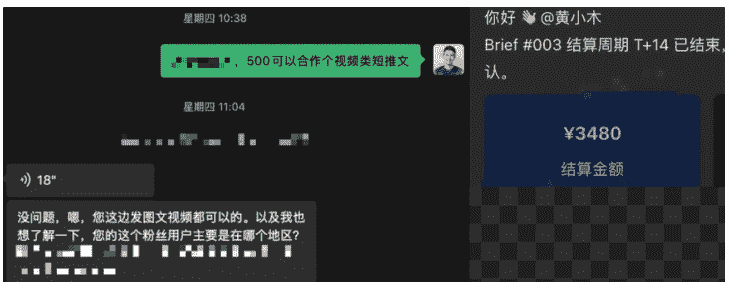 星期四 10:38
，500可以合作个视频类短推文
星期四 11:04
18"
没问题，嗯，您这边发图文视频都可以的。以及我也
想了解一下，您的这个粉丝用户主要是在哪个地区？
你好 👋 @黄小木
Brief #003 结算周期 T+14 已结束，
认。
¥3480
结算金额